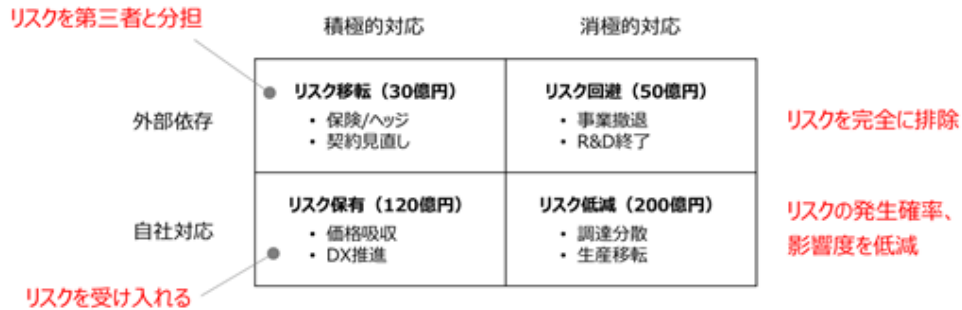 リスクを第三者と分担
積極的対応
消極的対応
外部依存
リスク移転（30億円）
• 保険/ヘッジ
• 契約見直し
リスク回避（50億円）
• 事業撤退
• R&D終了
リスクを完全に排除
自社対応
リスク保有（120億円）
• 価格吸収
• DX推進
リスク低減（200億円）
• 調達分散
• 生産移転
リスクの発生確率、
影響度を低減
リスクを受け入れる